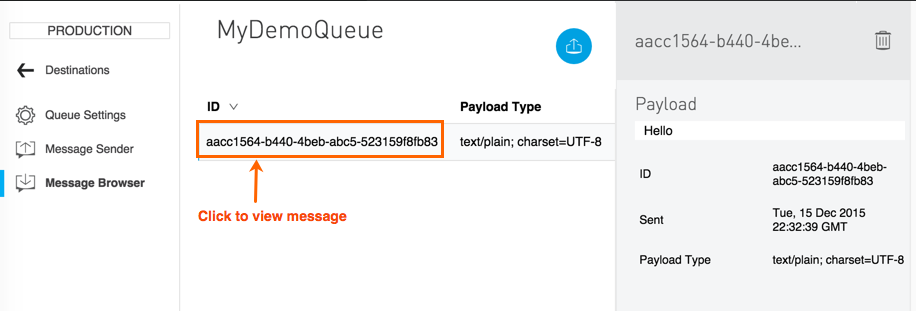 PRODUCTION
Destinations
Queue Settings
Message Sender
Message Browser
MyDemoQueue
ID
Payload Type
aacc1564-b440-4beb-abc5-523159f8fb83
text/plain; charset=UTF-8
Click to view message
aacc1564-b440-4be...
Payload
Hello
ID
aacc1564-b440-4beb-
abc5-523159f8fb83
Sent
Tue, 15 Dec 2015
22:32:39 GMT
Payload Type
text/plain; charset=UTF-8